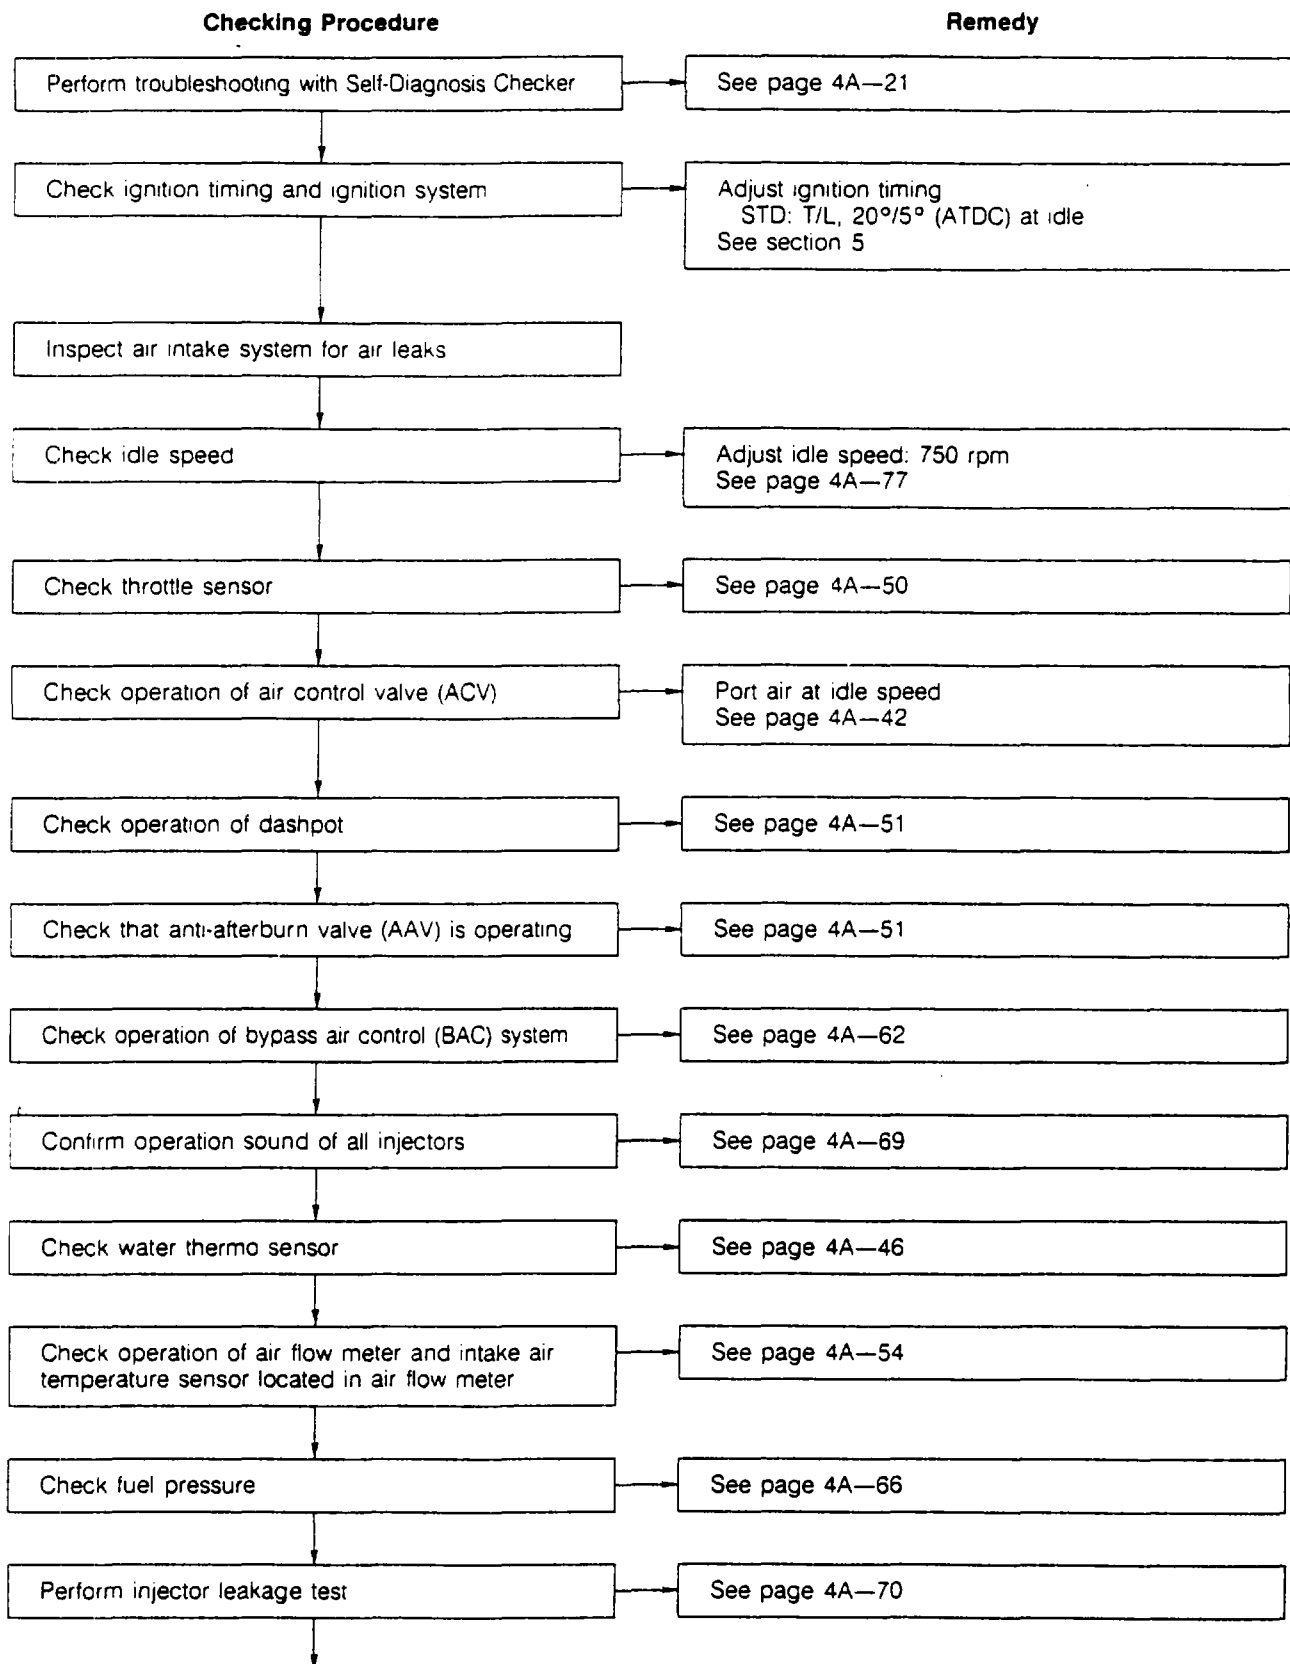 Checking Procedure
Remedy
Perform troubleshooting with Self-Diagnosis Checker
See page 4A—21
Check ignition timing and ignition system
Adjust ignition timing
STD: T/L, 20°/5° (ATDC) at idle
See section 5
Inspect air intake system for air leaks
Check idle speed
Adjust idle speed: 750 rpm
See page 4A—77
Check throttle sensor
See page 4A—50
Check operation of air control valve (ACV)
Port air at idle speed
See page 4A—42
Check operation of dashpot
See page 4A—51
Check that anti-afterburn valve (AAV) is operating
See page 4A—51
Check operation of bypass air control (BAC) system
See page 4A—62
Confirm operation sound of all injectors
See page 4A—69
Check water thermo sensor
See page 4A—46
Check operation of air flow meter and intake air
temperature sensor located in air flow meter
See page 4A—54
Check fuel pressure
See page 4A—66
Perform injector leakage test
See page 4A—70